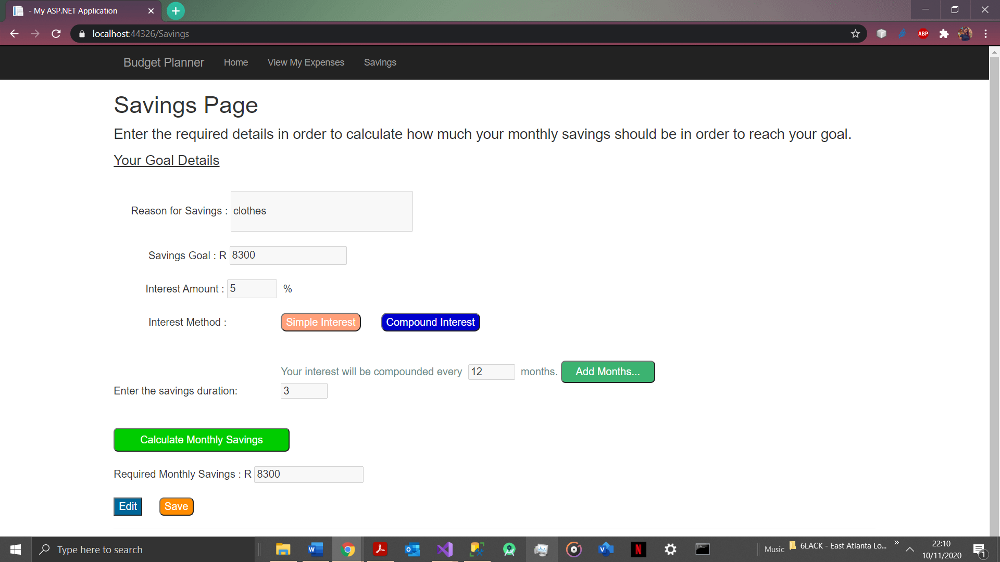 - My ASP.NET Application
localhost:44326/Savings
ABP
Budget Planner Home View My Expenses Savings
Savings Page
Enter the required details in order to calculate how much your monthly savings should be in order to reach your goal.
Your Goal Details
Reason for Savings : clothes
Savings Goal : R 8300
Interest Amount : 5 %
Interest Method : Simple Interest Compound Interest
Your interest will be compounded every 12 months. Add Months...
Enter the savings duration: 3
Calculate Monthly Savings
Required Monthly Savings : R 8300
Edit Save
Type here to search
Music 6LACK - East Atlanta Lo... »
22:10
10/11/2020
1